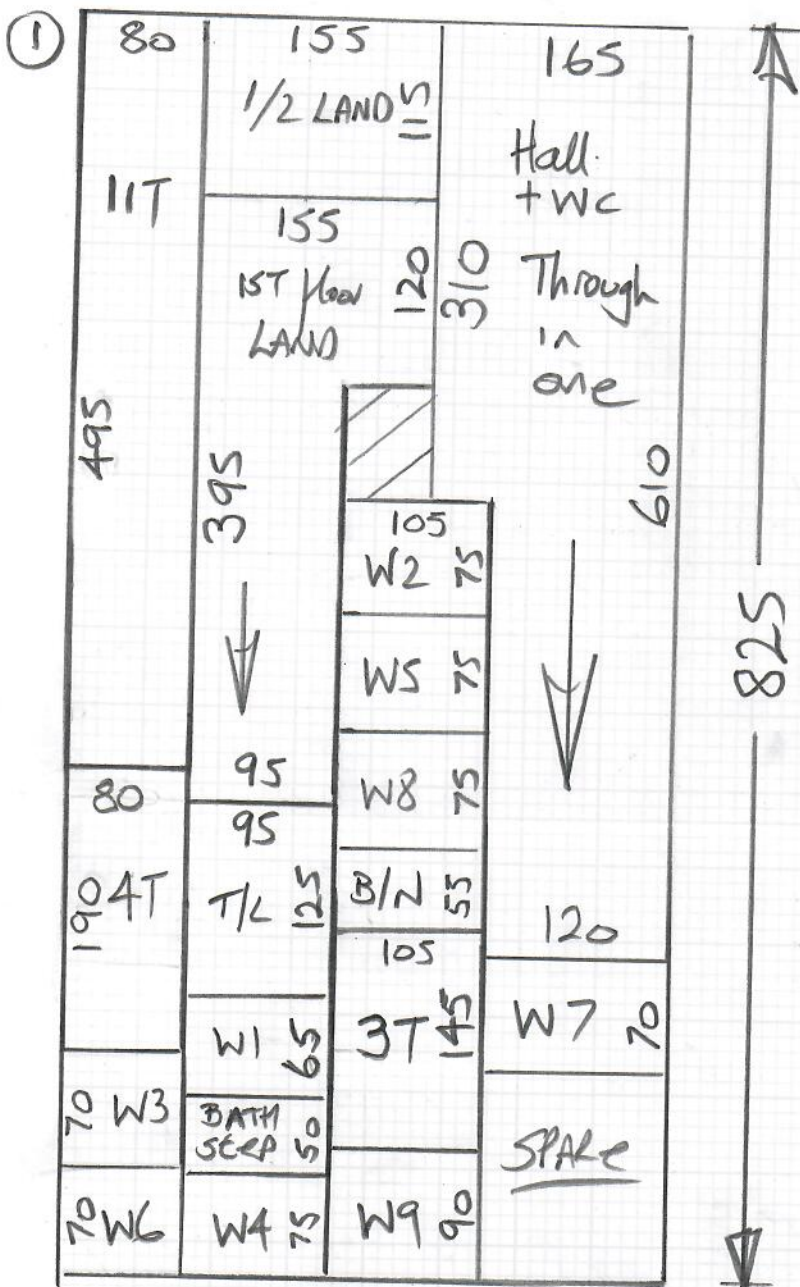 1
80
11T
495
80
190 4T
70 W3
70 W6
155
1/2 LAND 115
155
1ST floor 120
LAND
395
95
95
T/L 125
W1 65
BATH
STEP 50
W4 75
310
105
W2 75
W5 75
W8 75
B/N 55
105
3T 145
W9 90
165
Hall
+ WC
Through
in
one
610
120
W7 70
SPARE
825